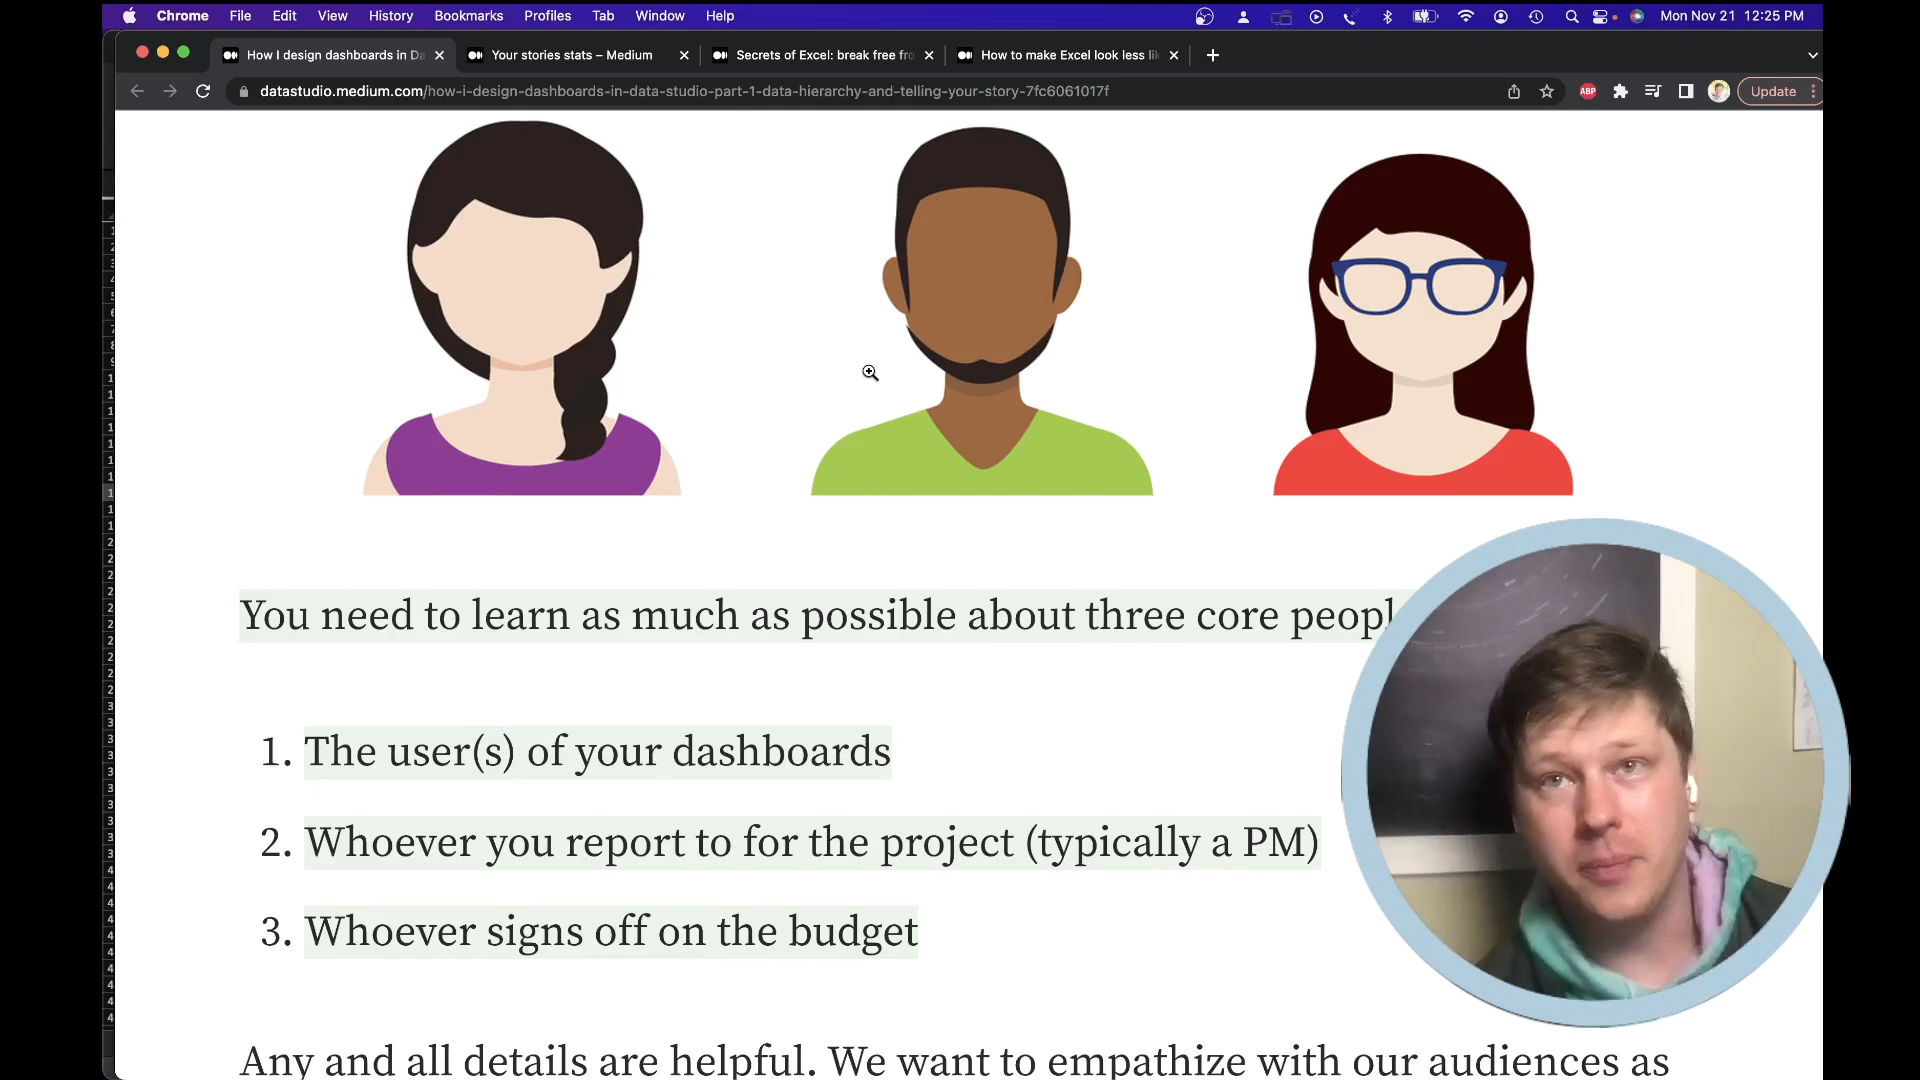 Chrome File Edit View History Bookmarks Profiles Tab Window Help Mon Nov 21 12:25 PM
How I design dashboards in Da Your stories stats – Medium Secrets of Excel: break free fro How to make Excel look less li
datastudio.medium.com/how-i-design-dashboards-in-data-studio-part-1-data-hierarchy-and-telling-your-story-7fc6061017f ABP Update
You need to learn as much as possible about three core peopl
1. The user(s) of your dashboards
2. Whoever you report to for the project (typically a PM)
3. Whoever signs off on the budget
Any and all details are helpful. We want to empathize with our audiences as